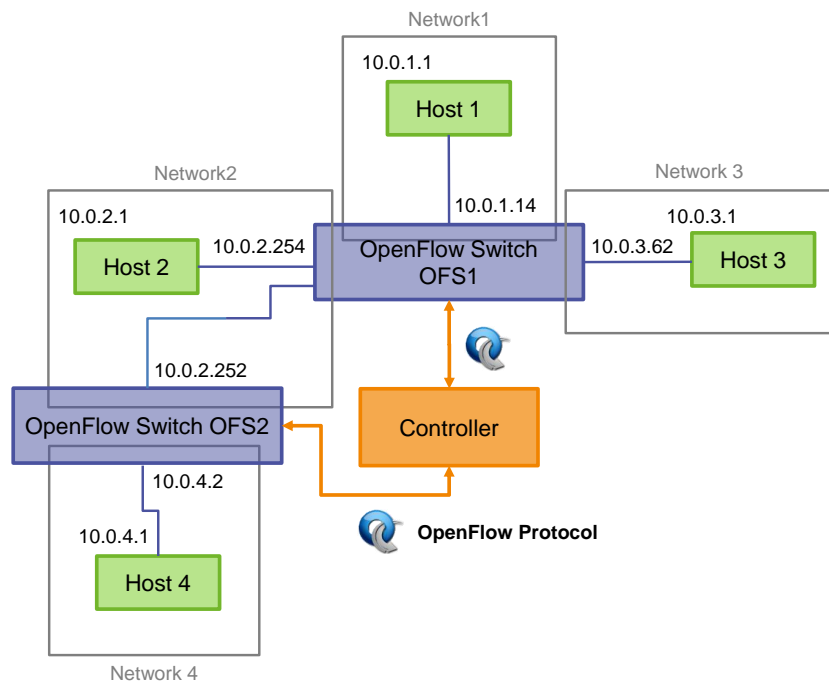 Network1
10.0.1.1
Host 1
Network2
Network 3
10.0.2.1
10.0.1.14
10.0.3.1
Host 2
10.0.2.254
OpenFlow Switch
OFS1
10.0.3.62
Host 3
10.0.2.252
OpenFlow Switch OFS2
Controller
10.0.4.2
10.0.4.1
OpenFlow Protocol
Host 4
Network 4